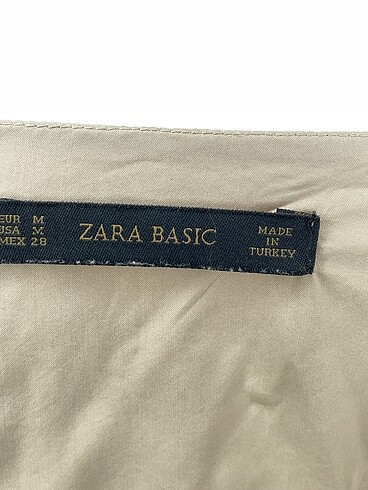 EUR M
USA M
MEX 28
ZARA BASIC
MADE
IN
TURKEY